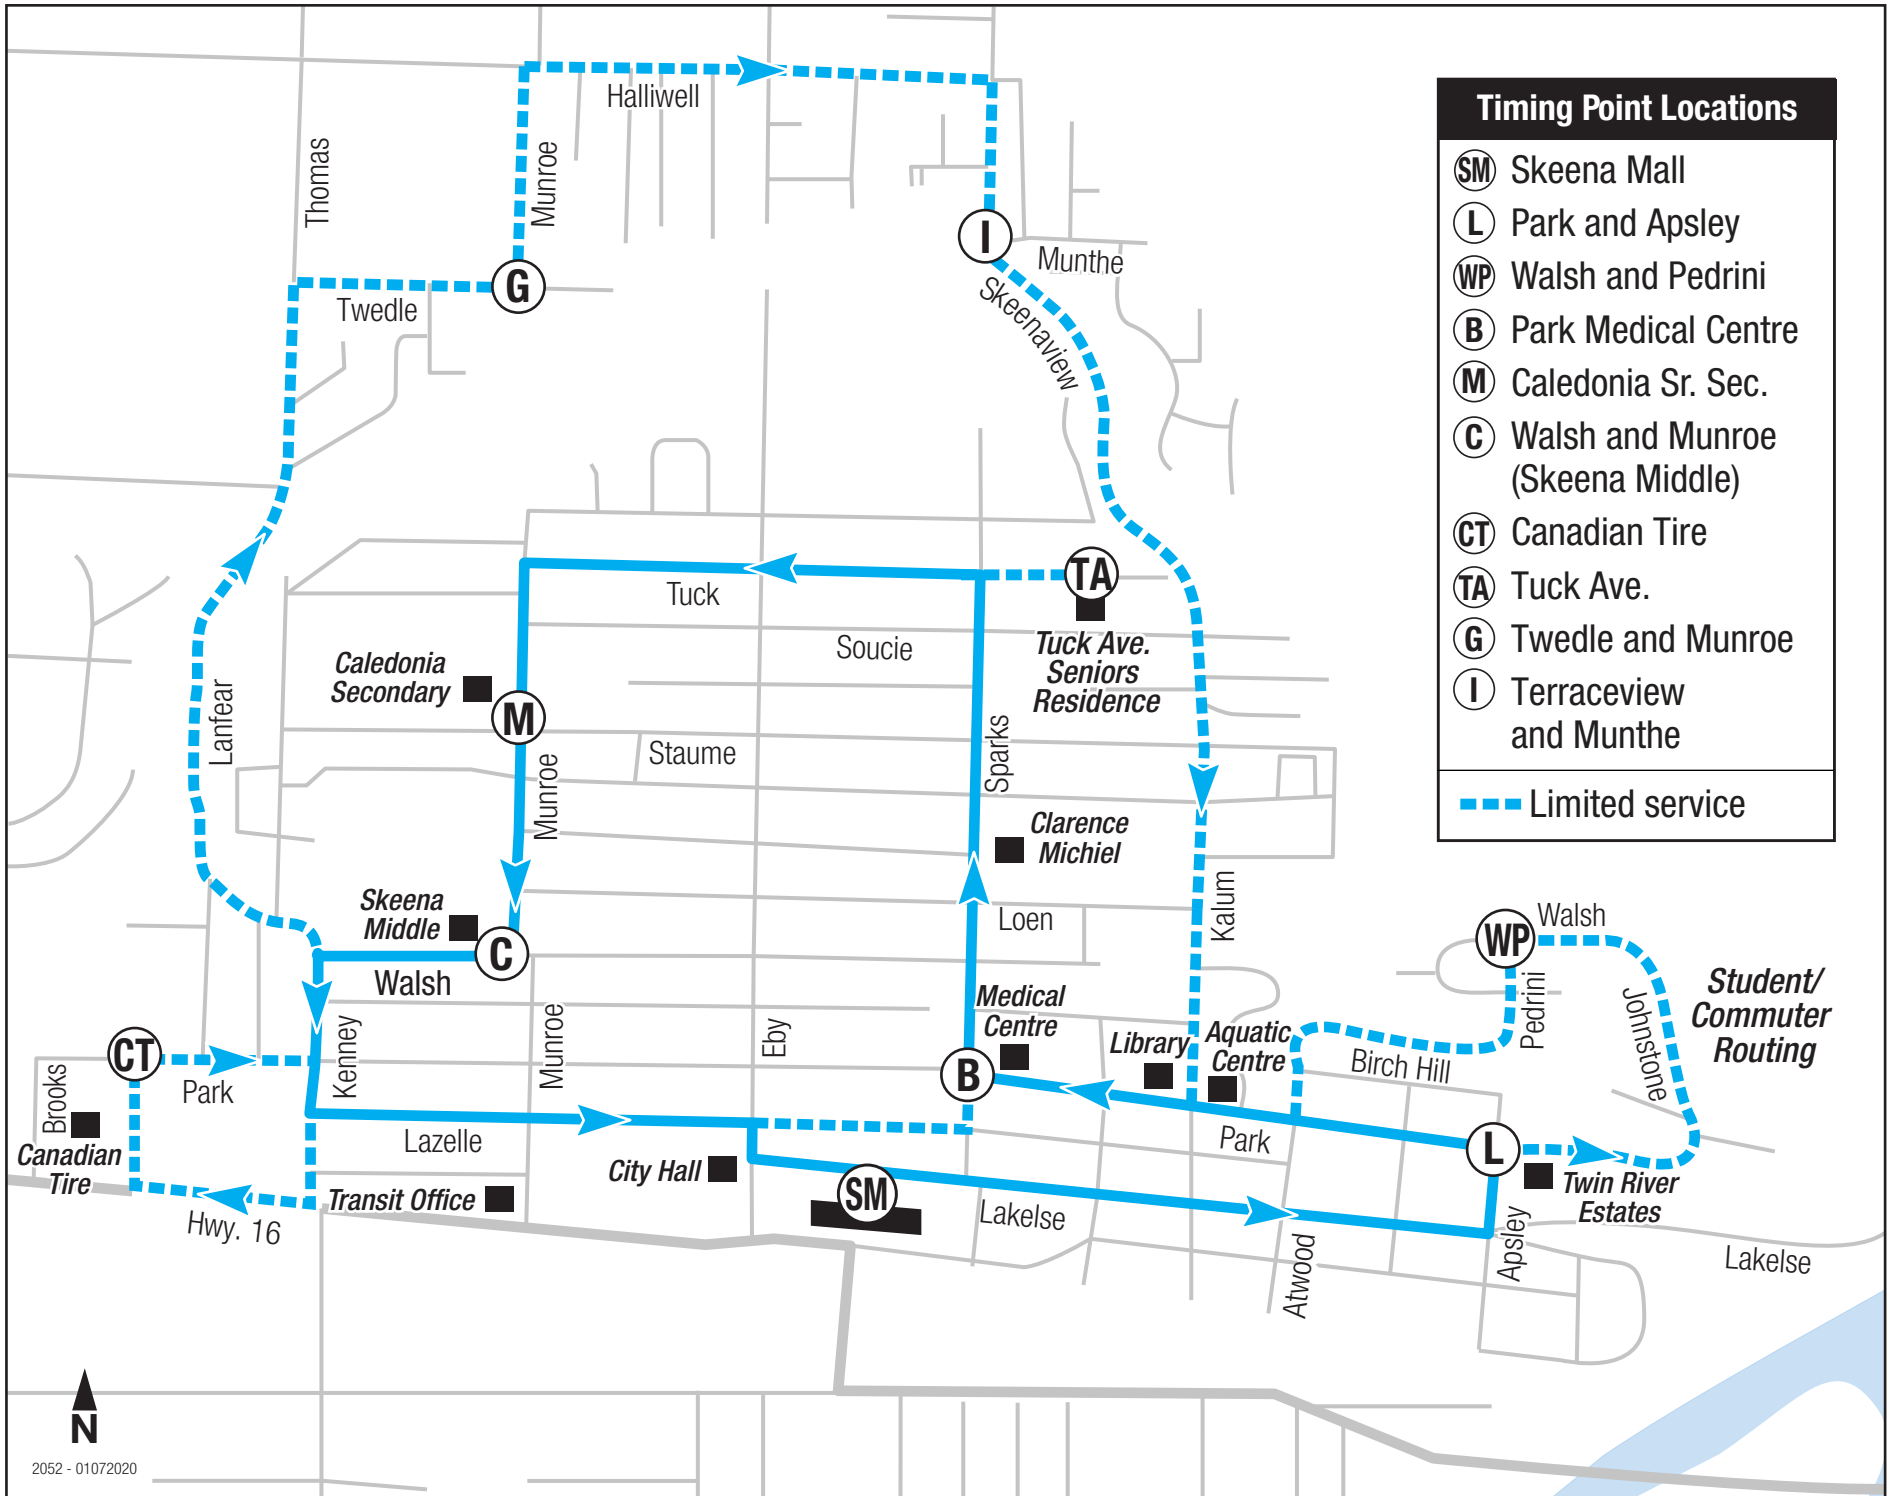 Halliwell
Thomas
Munroe
G
Twedle
I
Munthe
Skeenaview
Timing Point Locations
SM Skeena Mall
L Park and Apsley
WP Walsh and Pedrini
B Park Medical Centre
M Caledonia Sr. Sec.
C Walsh and Munroe
(Skeena Middle)
CT Canadian Tire
TA Tuck Ave.
G Twedle and Munroe
I Terraceview
and Munthe
Limited service
TA
Tuck
Soucie
Tuck Ave.
Seniors
Residence
Caledonia
Secondary
M
Lanfear
Staume
Sparks
Munroe
Clarence
Michiel
Skeena
Middle
C
Walsh
Loen
Kalum
WP
Walsh
Pedrini
Johnstone
Student/
Commuter
Routing
Medical
Centre
Library
Aquatic
Centre
Birch Hill
CT
Park
Brooks
Kenney
Munroe
Eby
B
Canadian
Tire
Lazelle
Park
L
Twin River
Estates
City Hall
Transit Office
SM
Hwy. 16
Lakelse
Atwood
Apsley
Lakelse
N
2052 - 01072020